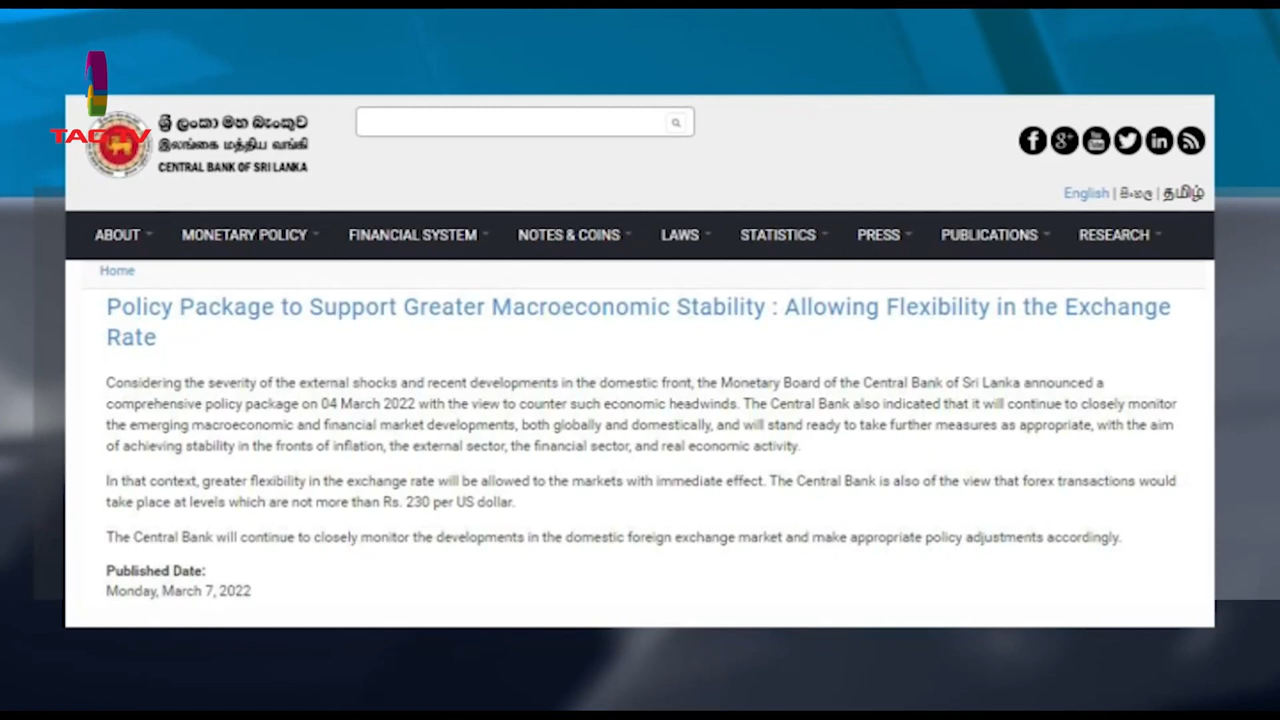 TAC TV
ශ්‍රී ලංකා මහ බැංකුව
இலங்கை மத்திய வங்கி
CENTRAL BANK OF SRI LANKA
English | සිංහල | தமிழ்
ABOUT MONETARY POLICY FINANCIAL SYSTEM NOTES & COINS LAWS STATISTICS PRESS PUBLICATIONS RESEARCH
Home
Policy Package to Support Greater Macroeconomic Stability : Allowing Flexibility in the Exchange
Rate
Considering the severity of the external shocks and recent developments in the domestic front, the Monetary Board of the Central Bank of Sri Lanka announced a
comprehensive policy package on 04 March 2022 with the view to counter such economic headwinds. The Central Bank also indicated that it will continue to closely monitor
the emerging macroeconomic and financial market developments, both globally and domestically, and will stand ready to take further measures as appropriate, with the aim
of achieving stability in the fronts of inflation, the external sector, the financial sector, and real economic activity.
In that context, greater flexibility in the exchange rate will be allowed to the markets with immediate effect. The Central Bank is also of the view that forex transactions would
take place at levels which are not more than Rs. 230 per US dollar.
The Central Bank will continue to closely monitor the developments in the domestic foreign exchange market and make appropriate policy adjustments accordingly.
Published Date:
Monday, March 7, 2022